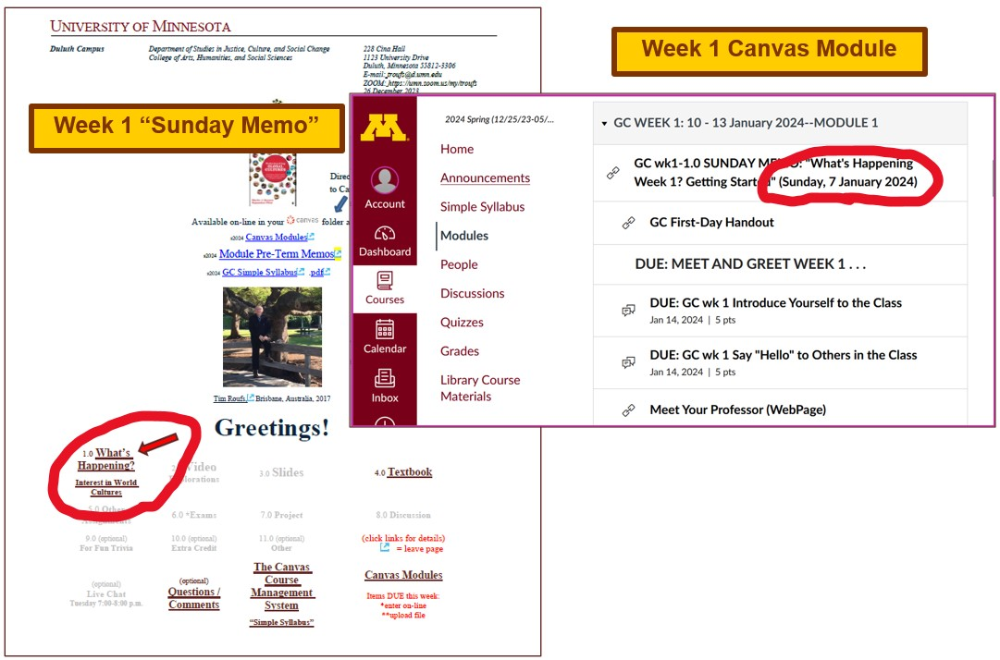 UNIVERSITY OF MINNESOTA
Duluth Campus
Department of Studies in Justice, Culture, and Social Change
College of Arts, Humanities, and Social Sciences
228 Cina Hall
1123 University Drive
Duluth, Minnesota 55812-3306
E-mail: troufs@d.umn.edu
ZOOM: https://umn.zoom.us/my/troufs
26 December 2023
Week 1 “Sunday Memo”
GLOBAL
CULTURES
Direc
to Ca
Available on-line in your canvas folder a
s2024 Canvas Modules
s2024 Module Pre-Term Memos
s2024 GC Simple Syllabus .pdf
Tim Roufs Brisbane, Australia, 2017
Greetings!
1.0 What's
Happening?
Interest in World
Cultures
Video
Explorations
3.0 Slides
4.0 Textbook
5.0 Other
Assignments
6.0 *Exams
7.0 Project
8.0 Discussion
9.0 (optional)
For Fun Trivia
10.0 (optional)
Extra Credit
11.0 (optional)
Other
(click links for details)
= leave page
(optional)
Live Chat
Tuesday 7:00-8:00 p.m.
(optional)
Questions /
Comments
The Canvas
Course
Management
System
“Simple Syllabus”
Canvas Modules
Items DUE this week:
*enter on-line
**upload file
Week 1 Canvas Module
M
Account
Dashboard
Courses
Calendar
Inbox
2024 Spring (12/25/23-05/...
Home
Announcements
Simple Syllabus
Modules
People
Discussions
Quizzes
Grades
Library Course
Materials
GC WEEK 1: 10 - 13 January 2024--MODULE 1
GC wk1-1.0 SUNDAY MEMO: "What's Happening
Week 1? Getting Started" (Sunday, 7 January 2024)
GC First-Day Handout
DUE: MEET AND GREET WEEK 1 . . .
DUE: GC wk 1 Introduce Yourself to the Class
Jan 14, 2024 | 5 pts
DUE: GC wk 1 Say "Hello" to Others in the Class
Jan 14, 2024 | 5 pts
Meet Your Professor (WebPage)